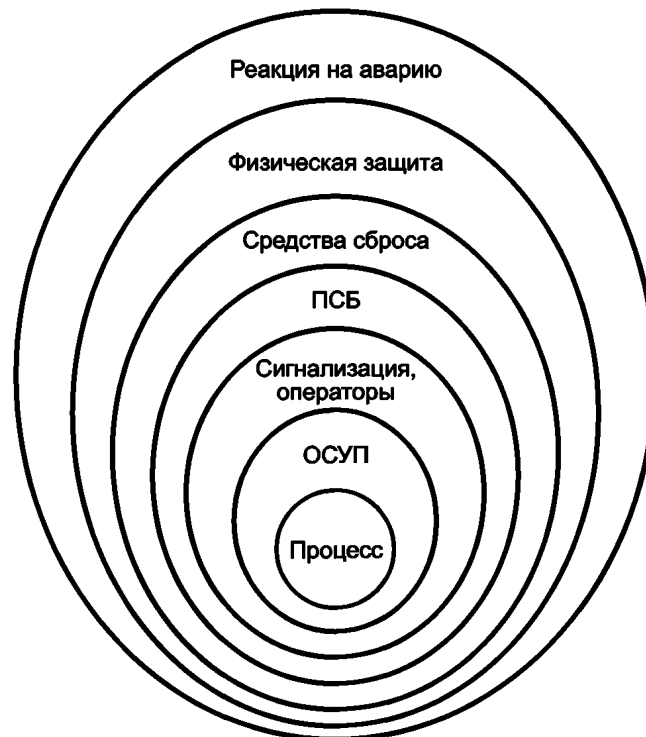 Реакция на аварию
Физическая защита
Средства сброса
ПСБ
Сигнализация,
операторы
ОСУП
Процесс